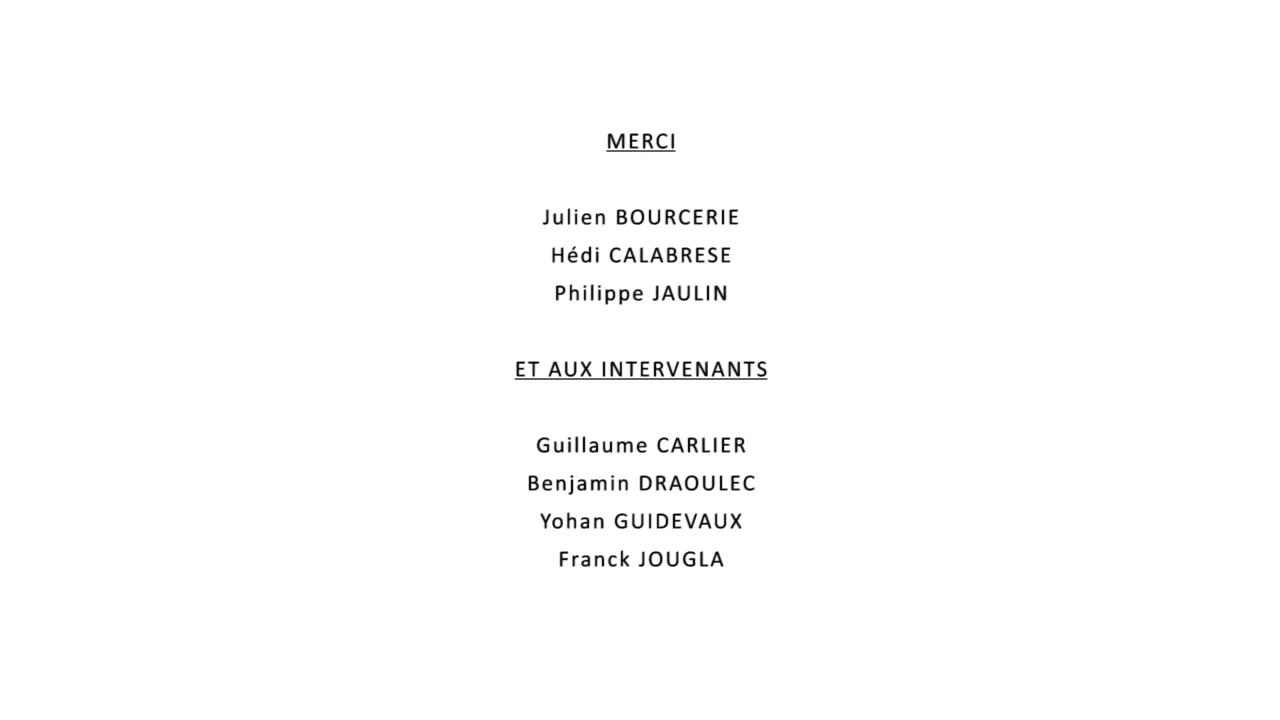 MERCI
Julien BOURCERIE
Hédi CALABRESE
Philippe JAULIN
ET AUX INTERVENANTS
Guillaume CARLIER
Benjamin DRAOULEC
Yohan GUIDEVAUX
Franck JOUGLA